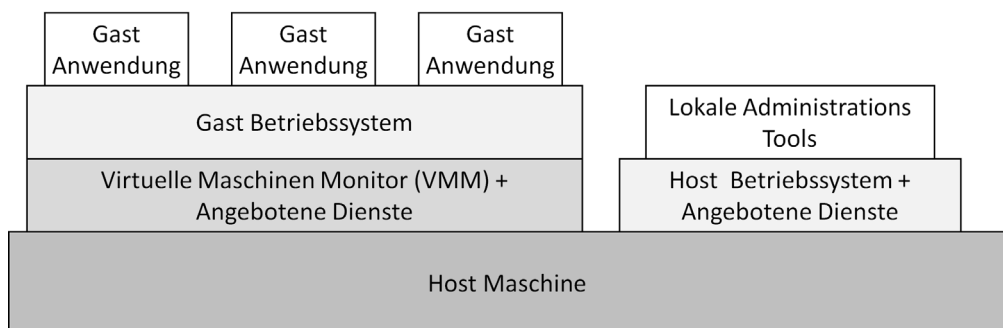 Gast
Anwendung
Gast
Anwendung
Gast
Anwendung
Gast Betriebssystem
Virtuelle Maschinen Monitor (VMM) +
Angebotene Dienste
Lokale Administrations
Tools
Host Betriebssystem +
Angebotene Dienste
Host Maschine